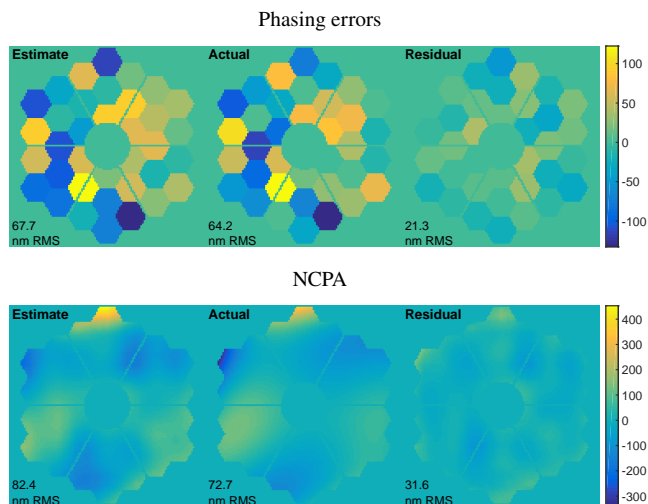 Phasing errors
Estimate Actual Residual
100
50
0
-50
-100
67.7 64.2 21.3
nm RMS nm RMS nm RMS
NCPA
Estimate Actual Residual
400
300
200
100
0
-100
-200
-300
82.4 72.7 31.6
nm RMS nm RMS nm RMS